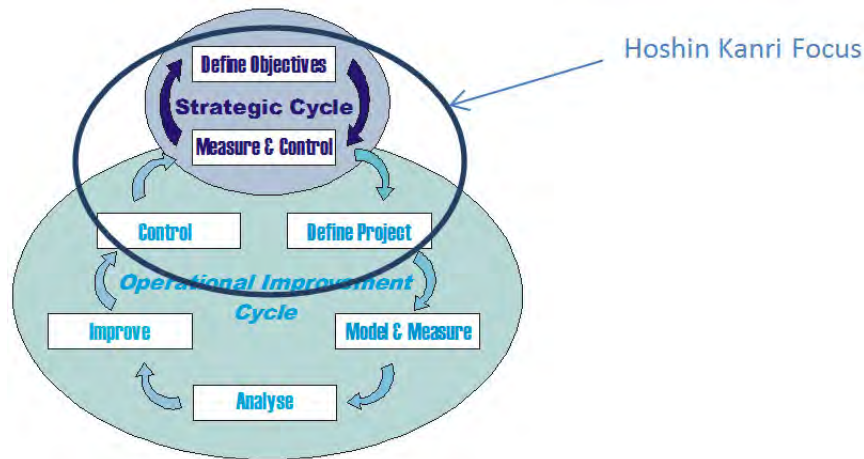 Hoshin Kanri Focus
Define Objectives
Strategic Cycle
Measure & Control
Control
Define Project
Operational Improvement
Cycle
Improve
Model & Measure
Analyse